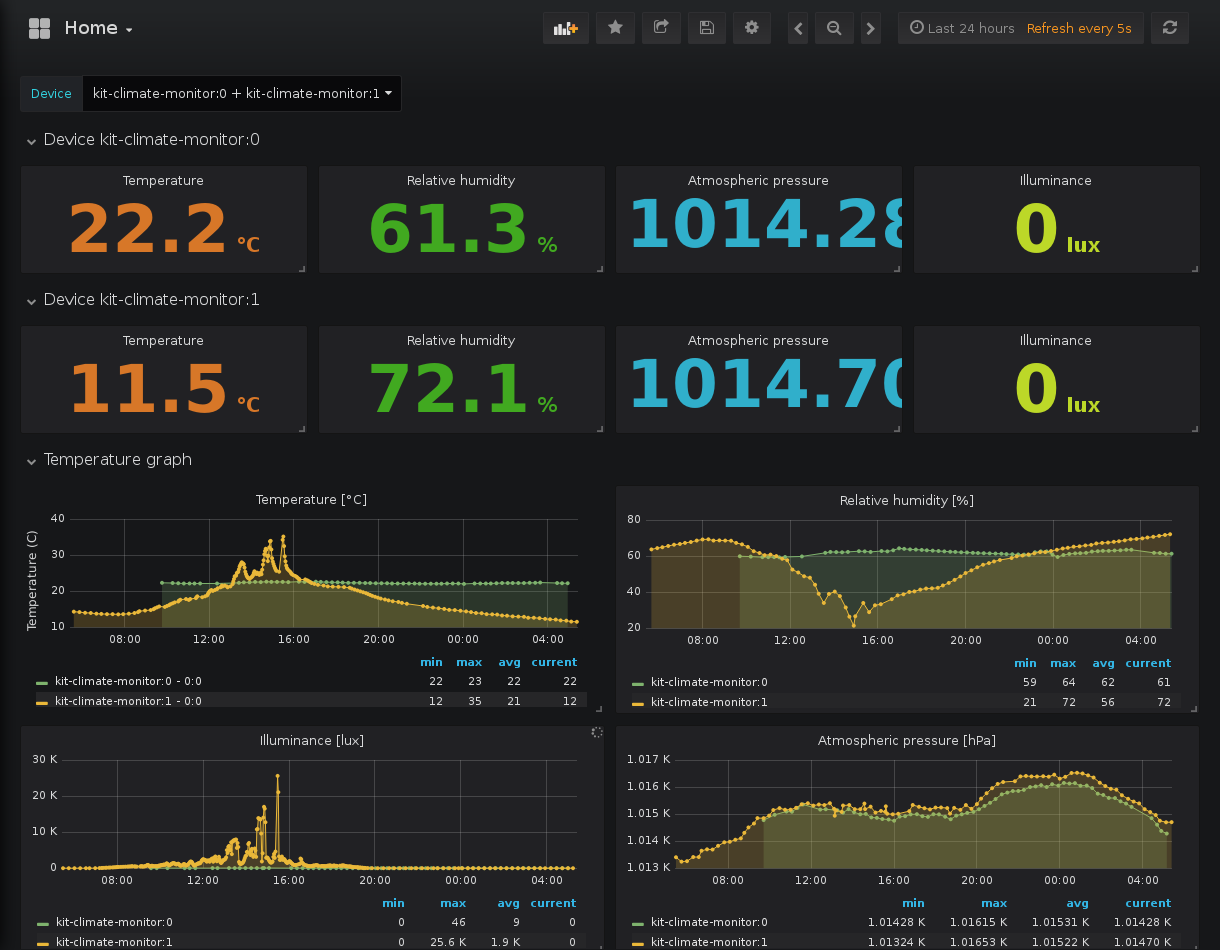 Home
Last 24 hours Refresh every 5s
Device kit-climate-monitor:0 + kit-climate-monitor:1
Device kit-climate-monitor:0
Temperature Relative humidity Atmospheric pressure Illuminance
22.2 °C 61.3 % 1014.28 0 lux
Device kit-climate-monitor:1
Temperature Relative humidity Atmospheric pressure Illuminance
11.5 °C 72.1 % 1014.70 0 lux
Temperature graph
Temperature [°C]
Temperature (C)
40
30
20
10
08:00 12:00 16:00 20:00 00:00 04:00
min max avg current
kit-climate-monitor:0 - 0:0 22 23 22 22
kit-climate-monitor:1 - 0:0 12 35 21 12
Relative humidity [%]
80
60
40
20
08:00 12:00 16:00 20:00 00:00 04:00
min max avg current
kit-climate-monitor:0 59 64 62 61
kit-climate-monitor:1 21 72 56 72
Illuminance [lux]
30 K
20 K
10 K
0
08:00 12:00 16:00 20:00 00:00 04:00
min max avg current
kit-climate-monitor:0 0 46 9 0
kit-climate-monitor:1 0 25.6 K 1.9 K 0
Atmospheric pressure [hPa]
1.017 K
1.016 K
1.015 K
1.014 K
1.013 K
08:00 12:00 16:00 20:00 00:00 04:00
min max avg current
kit-climate-monitor:0 1.01428 K 1.01615 K 1.01531 K 1.01428 K
kit-climate-monitor:1 1.01324 K 1.01653 K 1.01522 K 1.01470 K